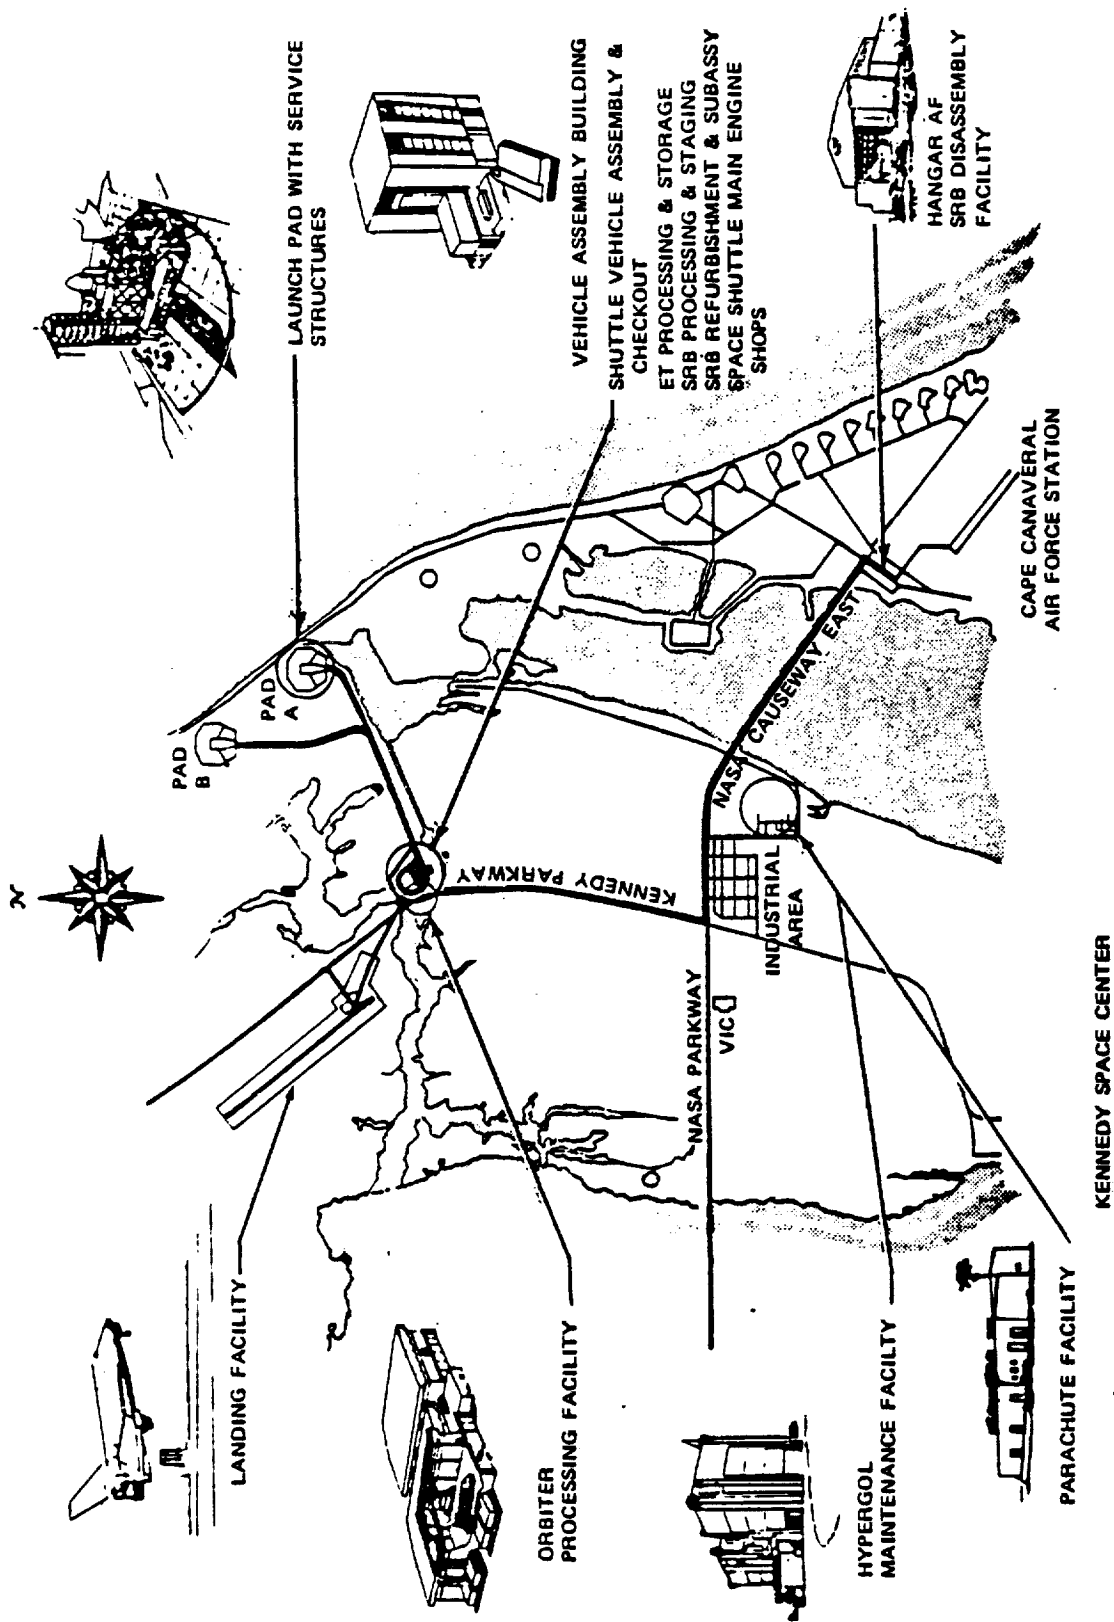 N
LAUNCH PAD WITH SERVICE
STRUCTURES
VEHICLE ASSEMBLY BUILDING
SHUTTLE VEHICLE ASSEMBLY &
CHECKOUT
ET PROCESSING & STORAGE
SRB PROCESSING & STAGING
SRB REFURBISHMENT & SUBASSY
SPACE SHUTTLE MAIN ENGINE
SHOPS
HANGAR AF
SRB DISASSEMBLY
FACILITY
LANDING FACILITY
ORBITER
PROCESSING FACILITY
HYPERGOL
MAINTENANCE FACILTY
PARACHUTE FACILITY
PAD
B
PAD
A
KENNEDY PARKWAY
NASA PARKWAY
VIC
INDUSTRIAL
AREA
NASA CAUSEWAY EAST
CAPE CANAVERAL
AIR FORCE STATION
KENNEDY SPACE CENTER